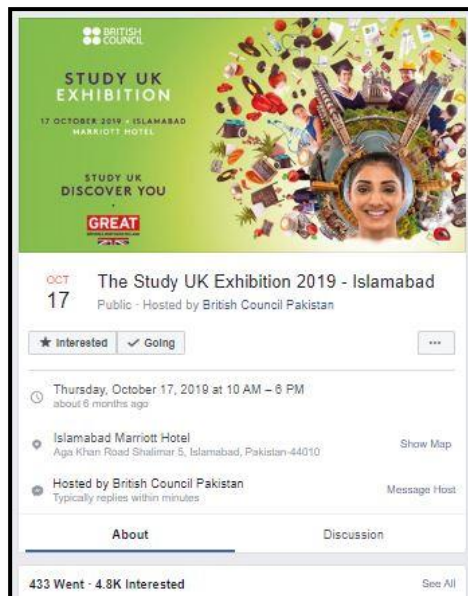 BRITISH
COUNCIL
STUDY UK
EXHIBITION
17 OCTOBER 2019 • ISLAMABAD
MARRIOTT HOTEL
STUDY UK
DISCOVER YOU
GREAT
OCT
17
The Study UK Exhibition 2019 - Islamabad
Public · Hosted by British Council Pakistan
Interested
Going
Thursday, October 17, 2019 at 10 AM – 6 PM
about 6 months ago
Islamabad Marriott Hotel
Aga Khan Road Shalimar 5, Islamabad, Pakistan-44010
Show Map
Hosted by British Council Pakistan
Typically replies within minutes
Message Host
About
Discussion
433 Went · 4.8K Interested
See All